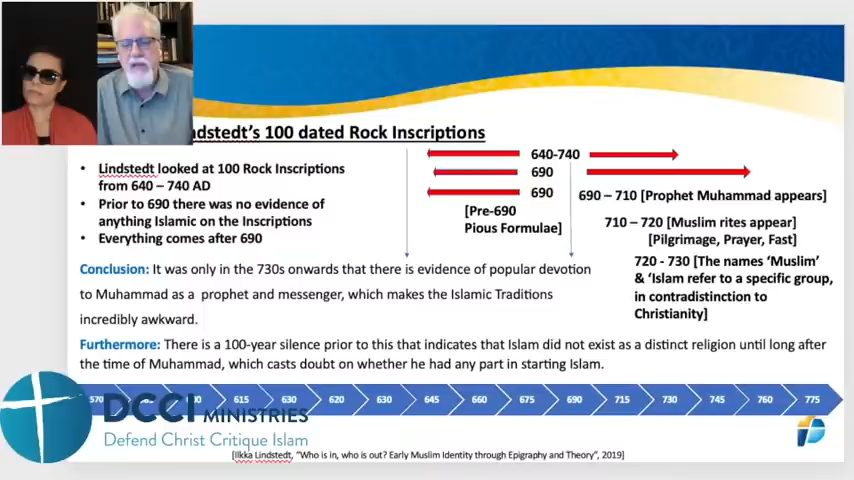 ndstedt's 100 dated Rock Inscriptions
• Lindstedt looked at 100 Rock Inscriptions
from 640 – 740 AD
• Prior to 690 there was no evidence of
anything Islamic on the Inscriptions
• Everything comes after 690
640-740
690
690
[Pre-690
Pious Formulae]
690 – 710 [Prophet Muhammad appears]
710 – 720 [Muslim rites appear]
[Pilgrimage, Prayer, Fast]
720 - 730 [The names 'Muslim'
& 'Islam refer to a specific group,
in contradistinction to
Christianity]
Conclusion: It was only in the 730s onwards that there is evidence of popular devotion
to Muhammad as a prophet and messenger, which makes the Islamic Traditions
incredibly awkward.
Furthermore: There is a 100-year silence prior to this that indicates that Islam did not exist as a distinct religion until long after
the time of Muhammad, which casts doubt on whether he had any part in starting Islam.
570 615 630 645 660 675 690 715 730 745 760 775
DCCI MINISTRIES
Defend Christ Critique Islam
[Ilkka Lindstedt, "Who is in, who is out? Early Muslim Identity through Epigraphy and Theory", 2019]